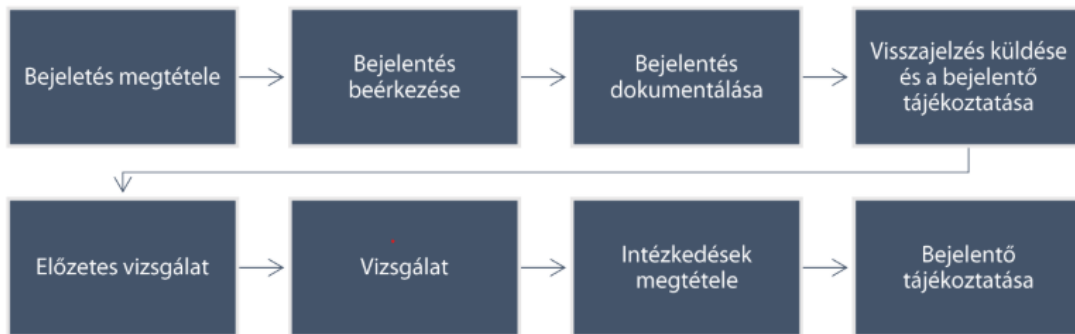 Bejeletés megtétele
Bejelentés
beérkezése
Bejelentés
dokumentálása
Visszajelzés küldése
és a bejelentő
tájékoztatása
Előzetes vizsgálat
Vizsgálat
Intézkedések
megtétele
Bejelentő
tájékoztatása